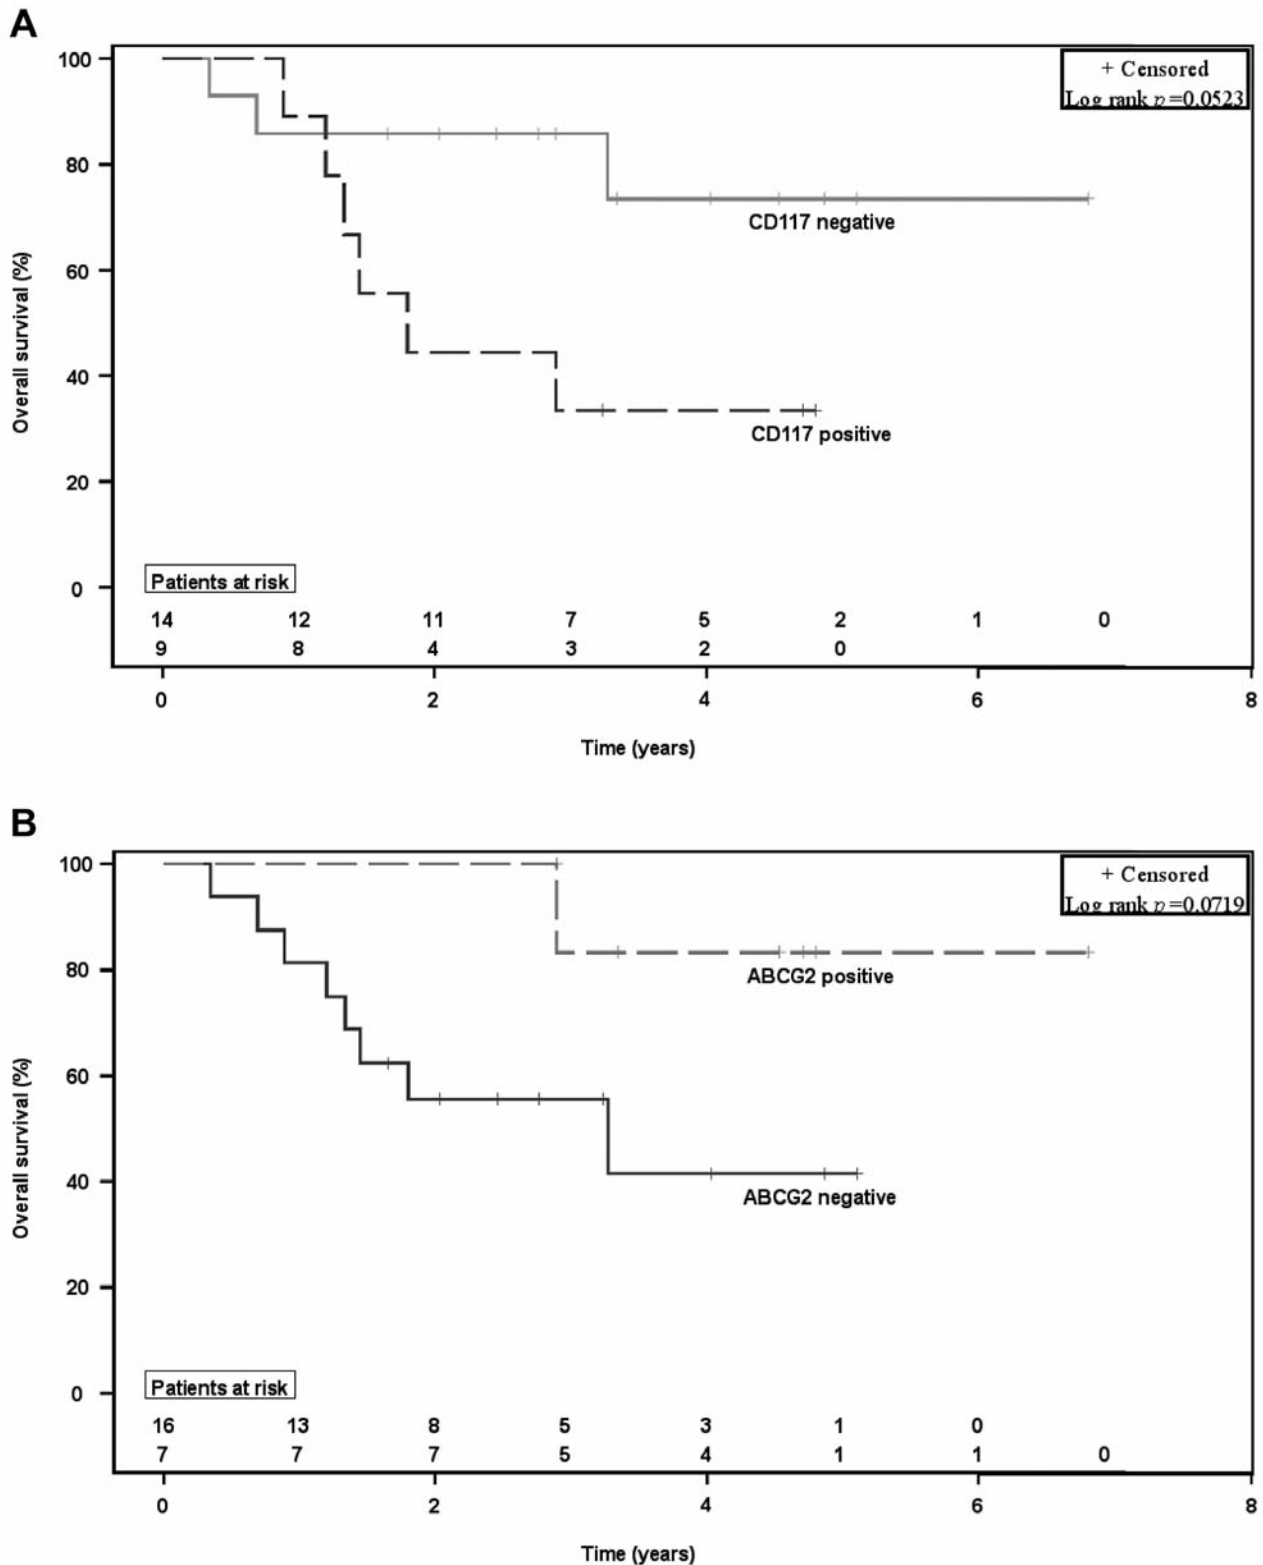 A
100
80
60
40
20
0
Overall survival (%)
+ Censored
Log rank p=0.0523
CD117 negative
CD117 positive
Patients at risk
14 12 11 7 5 2 1 0
9 8 4 3 2 0
0 2 4 6 8
Time (years)
B
100
80
60
40
20
0
Overall survival (%)
+ Censored
Log rank p=0.0719
ABCG2 positive
ABCG2 negative
Patients at risk
16 13 8 5 3 1 0
7 7 7 5 4 1 1 0
0 2 4 6 8
Time (years)